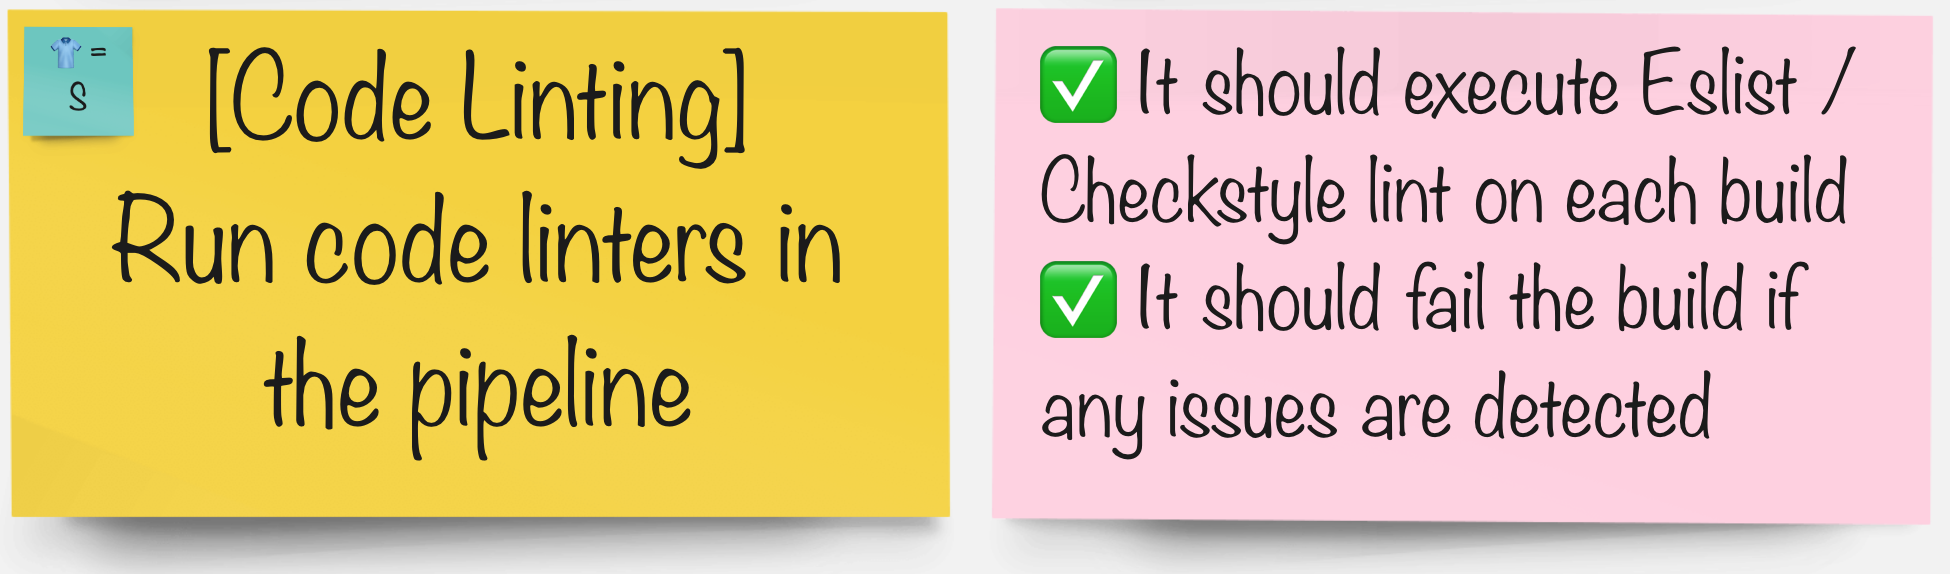 👕 =
S
[Code Linting]
Run code linters in
the pipeline
✅ It should execute Eslist /
Checkstyle lint on each build
✅ It should fail the build if
any issues are detected